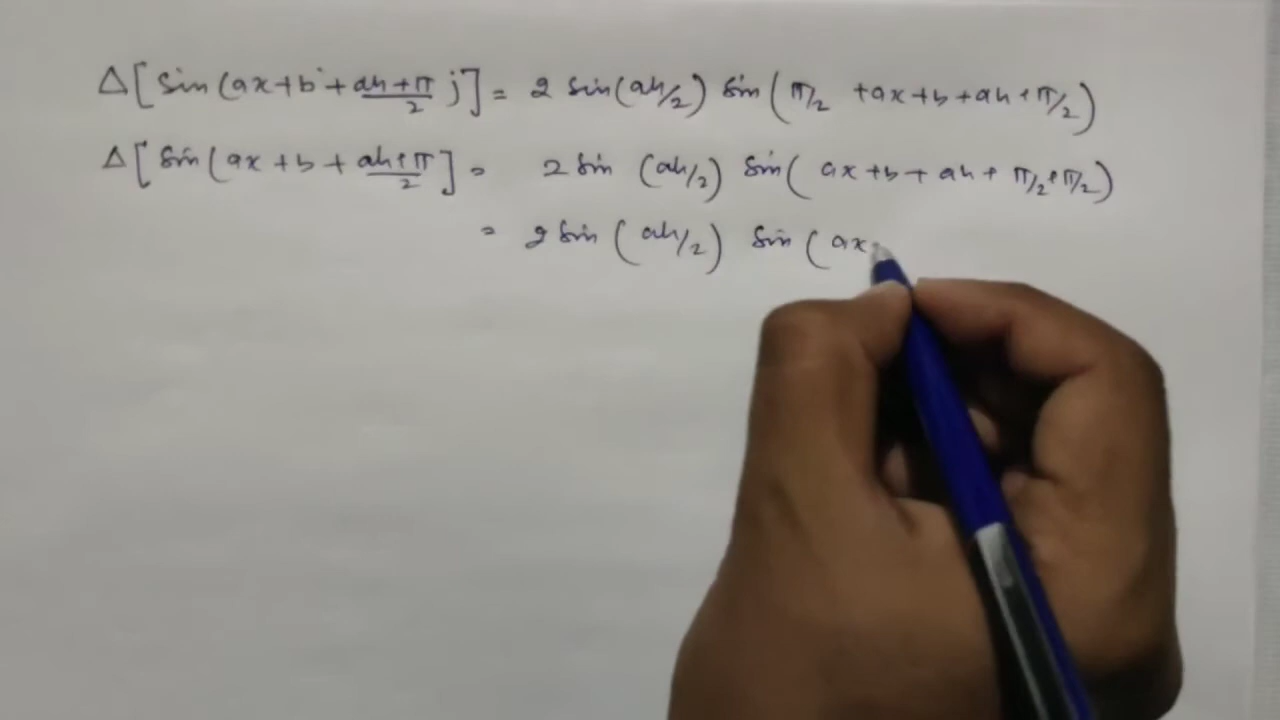 Δ[sin(ax+b+(ah+π)/2)] = 2 sin(ah/2) sin(π/2 +ax+b+ah+π/2)
Δ[sin(ax+b+(ah+π)/2] = 2 sin (ah/2) sin(ax+b+ah+π/2+π/2)
= 2 sin (ah/2) sin (ax